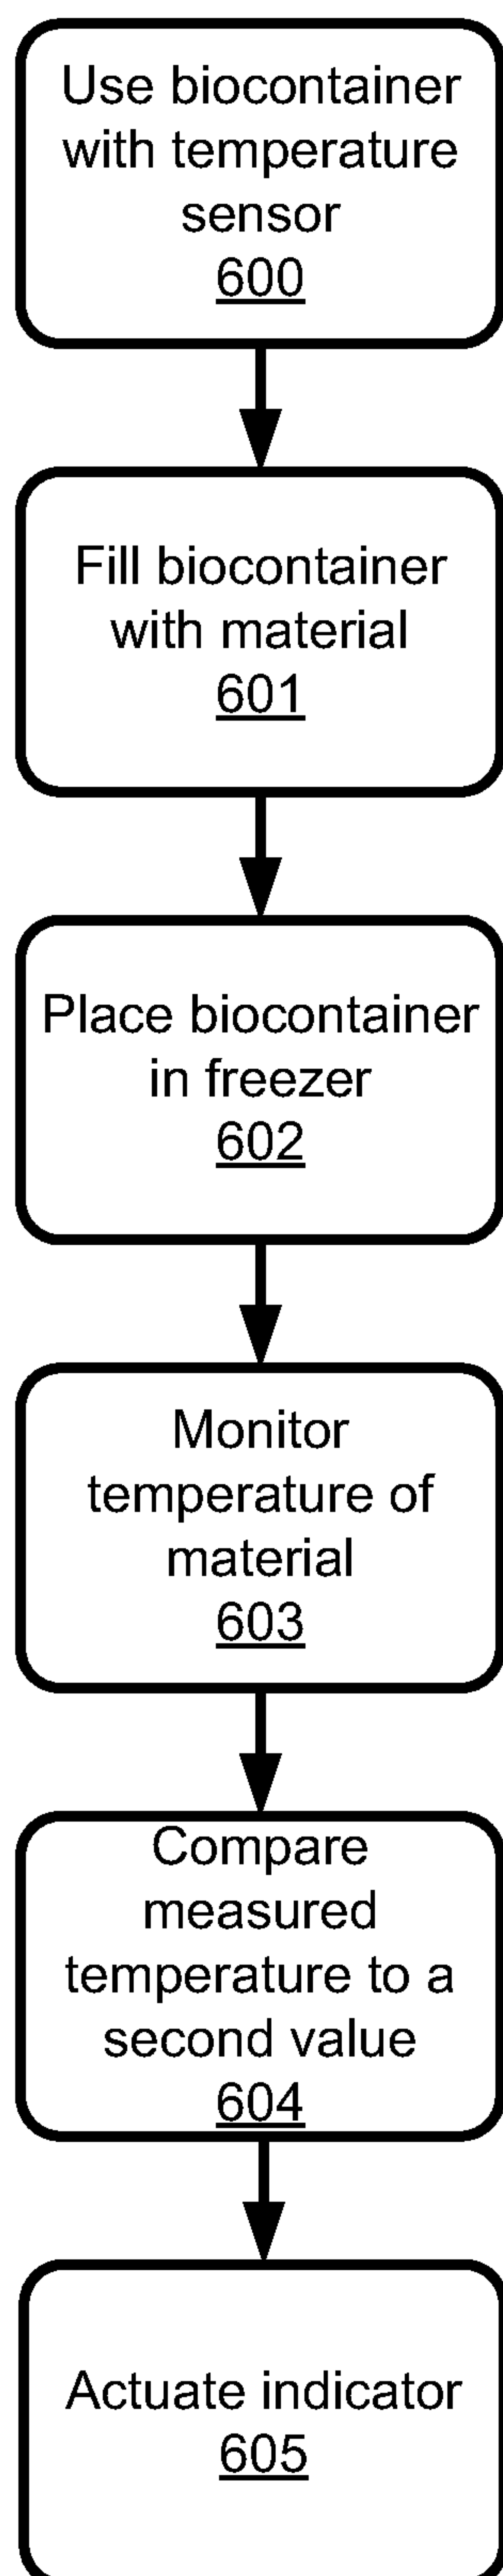 Use biocontainer
with temperature
sensor
600
Fill biocontainer
with material
601
Place biocontainer
in freezer
602
Monitor
temperature of
material
603
Compare
measured
temperature to a
second value
604
Actuate indicator
605